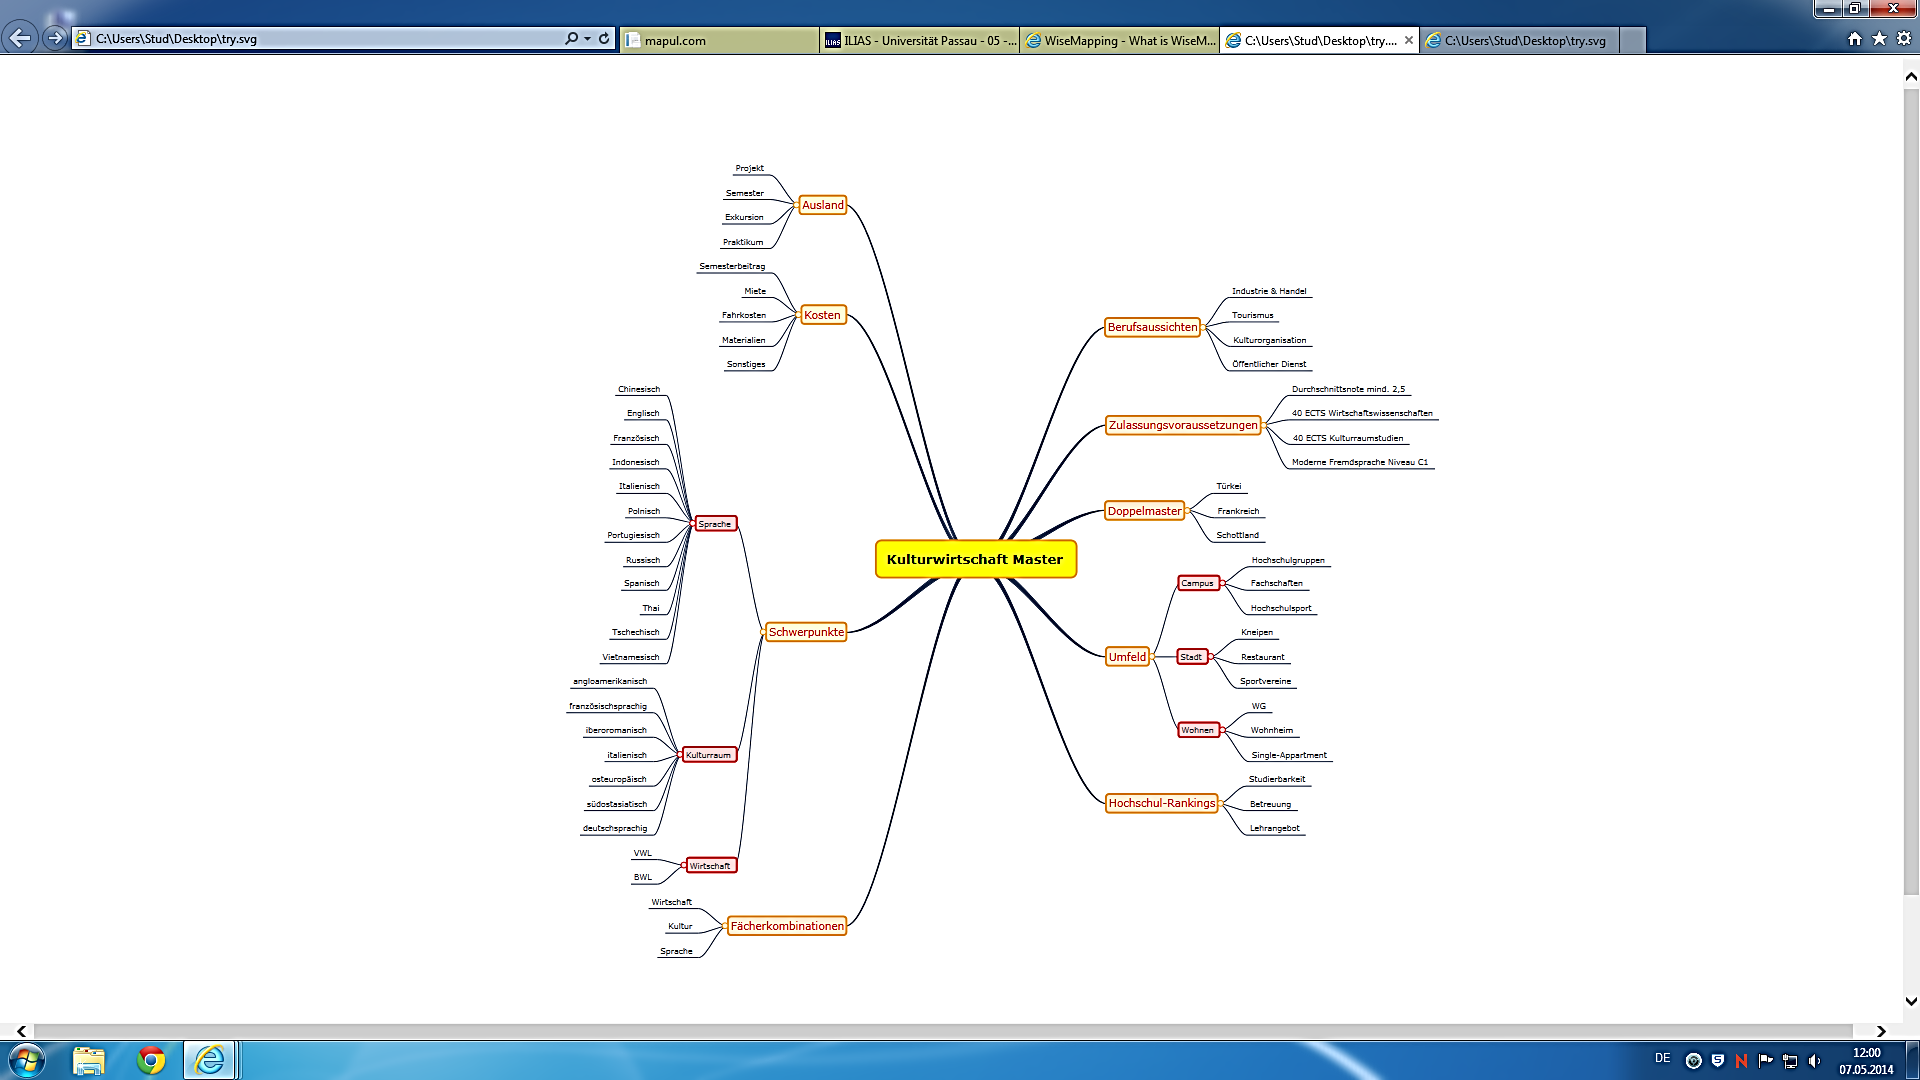 C:\Users\Stud\Desktop\try.svg
mapul.com
ILIAS - Universität Passau - 05 -...
WiseMapping - What is WiseM...
C:\Users\Stud\Desktop\try....
C:\Users\Stud\Desktop\try.svg
Projekt
Semester
Exkursion
Praktikum
Ausland
Semesterbeitrag
Miete
Fahrkosten
Materialien
Sonstiges
Kosten
Chinesisch
Englisch
Französisch
Indonesisch
Italienisch
Polnisch
Portugiesisch
Russisch
Spanisch
Thai
Tschechisch
Vietnamesisch
Sprache
angloamerikanisch
französischsprachig
iberoromanisch
italienisch
osteuropäisch
südostasiatisch
deutschsprachig
Kulturraum
VWL
BWL
Wirtschaft
Schwerpunkte
Wirtschaft
Kultur
Sprache
Fächerkombinationen
Kulturwirtschaft Master
Berufsaussichten
Industrie & Handel
Tourismus
Kulturorganisation
Öffentlicher Dienst
Zulassungsvoraussetzungen
Durchschnittsnote mind. 2,5
40 ECTS Wirtschaftswissenschaften
40 ECTS Kulturraumstudien
Moderne Fremdsprache Niveau C1
Doppelmaster
Türkei
Frankreich
Schottland
Umfeld
Campus
Hochschulgruppen
Fachschaften
Hochschulsport
Stadt
Kneipen
Restaurant
Sportvereine
Wohnen
WG
Wohnheim
Single-Appartment
Hochschul-Rankings
Studierbarkeit
Betreuung
Lehrangebot
DE
12:00
07.05.2014